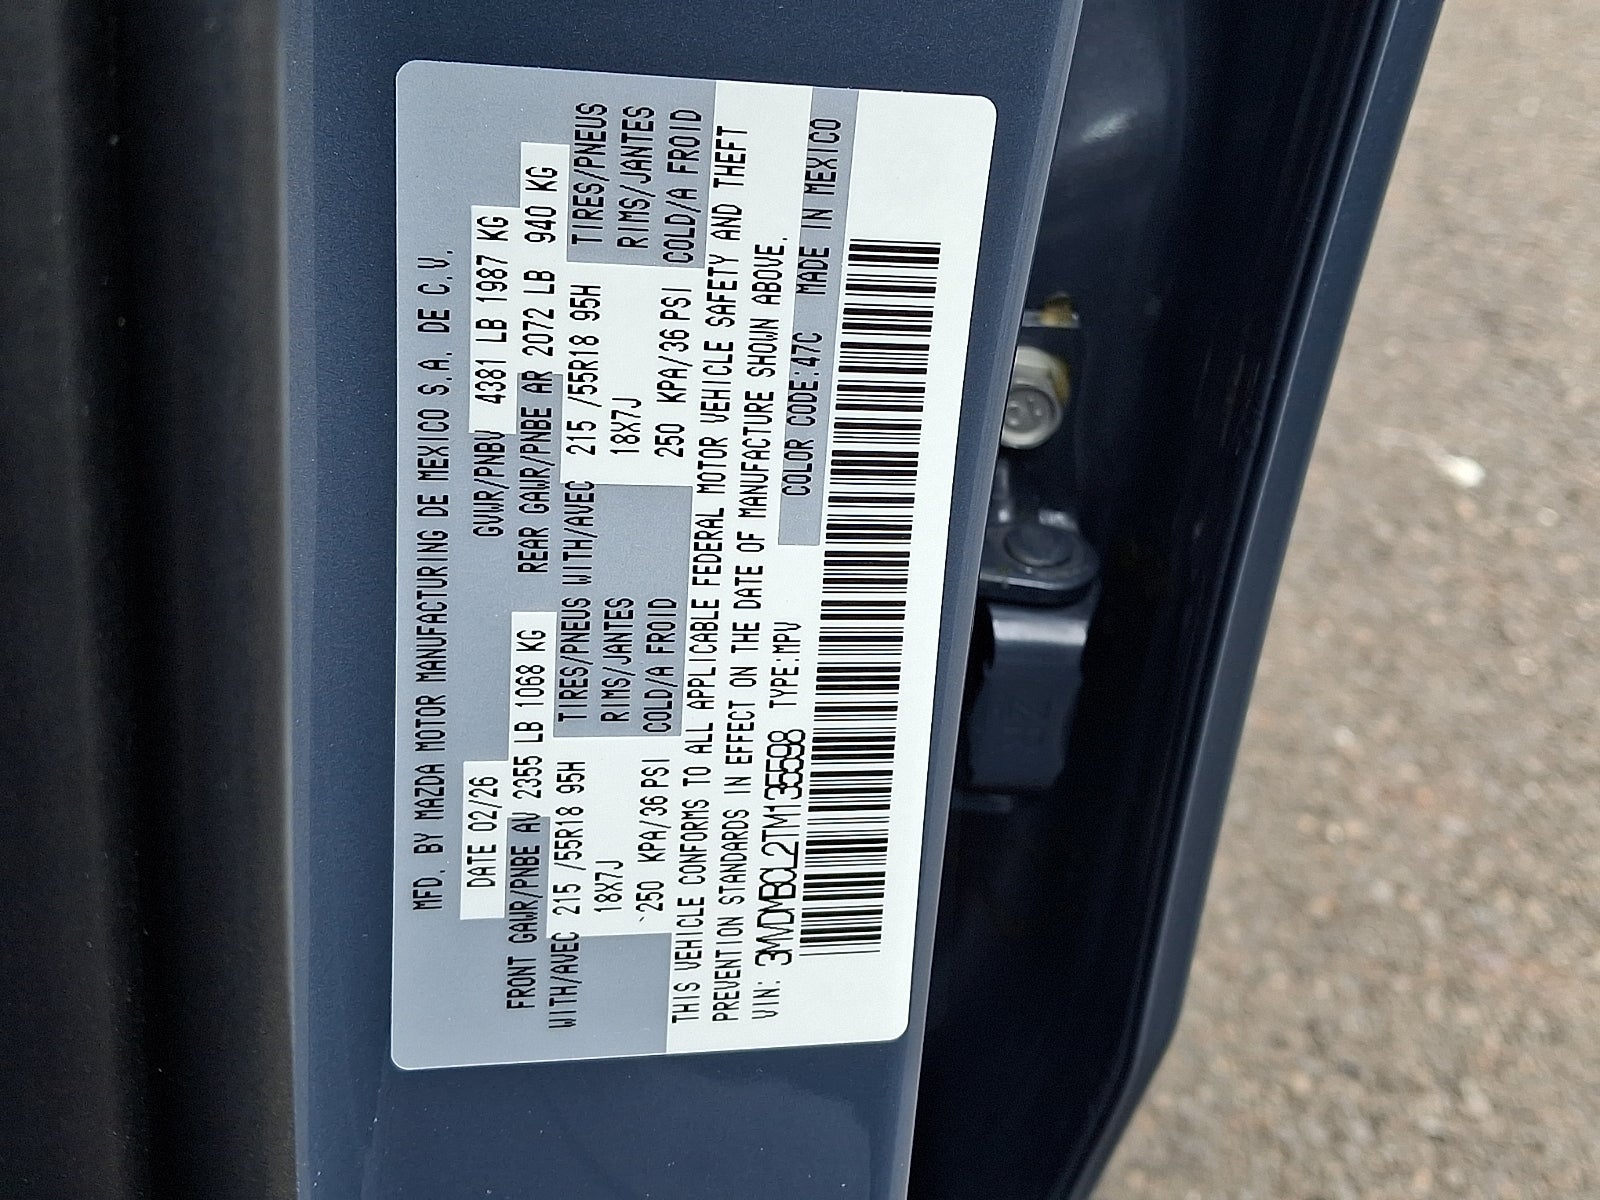 MFD. BY MAZDA MOTOR MANUFACTURING DE MEXICO S.A. DE C.V.
DATE 02/26 GVWR/PNBV 4381 LB 1987 KG
FRONT GAWR/PNBE AV 2355 LB 1068 KG REAR GAWR/PNBE AR 2072 LB 940 KG
WITH/AVEC 215 /55R18 95H TIRES/PNEUS WITH/AVEC 215 /55R18 95H TIRES/PNEUS
18X7J RIMS/JANTES 18X7J RIMS/JANTES
250 KPA/36 PSI COLD/A FROID 250 KPA/36 PSI COLD/A FROID
THIS VEHICLE CONFORMS TO ALL APPLICABLE FEDERAL MOTOR VEHICLE SAFETY AND THEFT
PREVENTION STANDARDS IN EFFECT ON THE DATE OF MANUFACTURE SHOWN ABOVE.
VIN: 3MVDMBCL2TM135598 TYPE:MPV COLOR CODE:47C MADE IN MEXICO